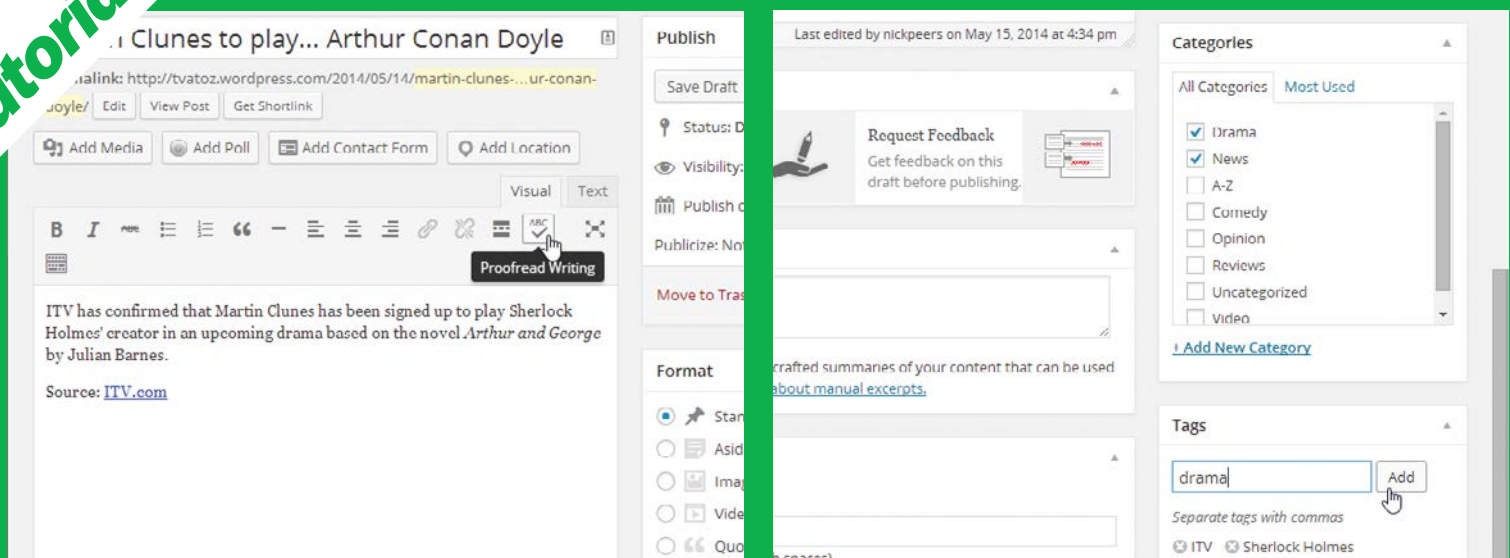 utoria
n Clunes to play... Arthur Conan Doyle
malink: http://tvatoz.wordpress.com/2014/05/14/martin-clunes-...ur-conan-
doyle/ Edit View Post Get Shortlink
Add Media Add Poll Add Contact Form Add Location
Visual Text
B I ABC
Proofread Writing
ITV has confirmed that Martin Clunes has been signed up to play Sherlock
Holmes' creator in an upcoming drama based on the novel Arthur and George
by Julian Barnes.
Source: ITV.com
Publish
Save Draft
Status: D
Visibility:
Publish o
Publicize: No
Move to Tras
Format
Stan
Asid
Imag
Vide
Quo
Last edited by nickpeers on May 15, 2014 at 4:34 pm
Request Feedback
Get feedback on this
draft before publishing.
crafted summaries of your content that can be used
about manual excerpts.
spaces)
Categories
All Categories Most Used
Drama
News
A-Z
Comedy
Opinion
Reviews
Uncategorized
Video
+ Add New Category
Tags
drama Add
Separate tags with commas
ITV Sherlock Holmes